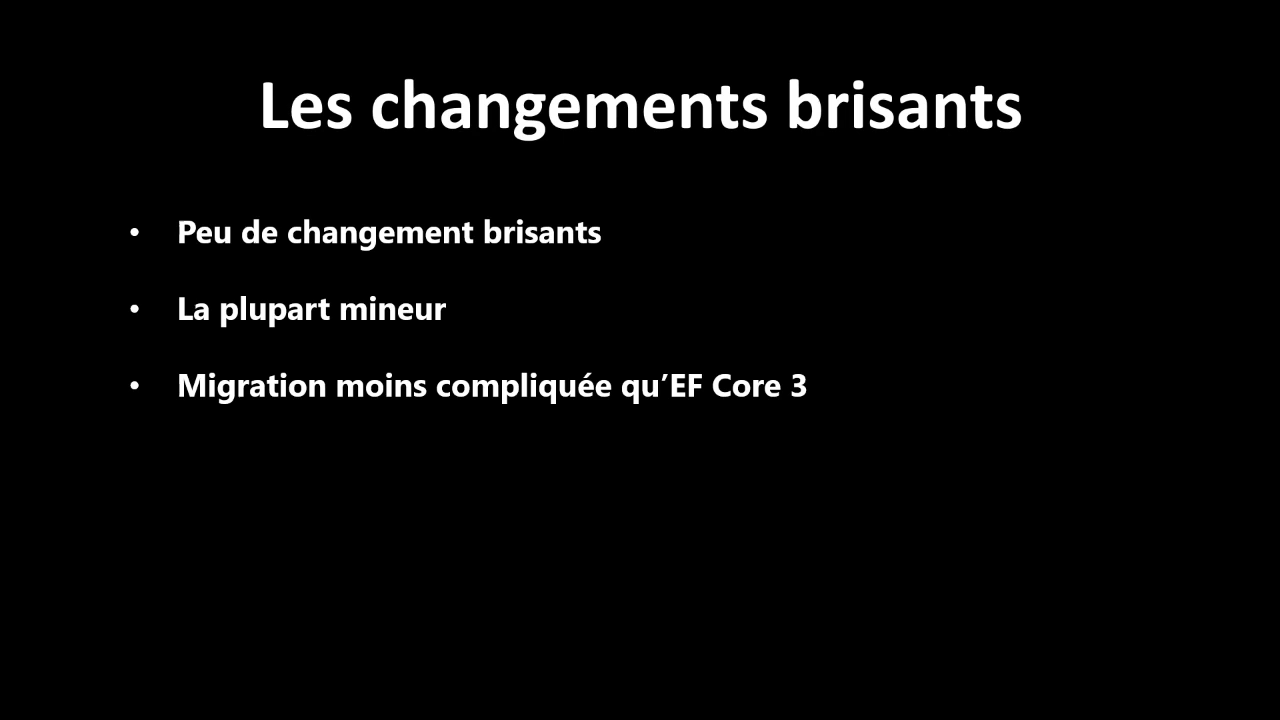 Les changements brisants
• Peu de changement brisants
• La plupart mineur
• Migration moins compliquée qu’EF Core 3